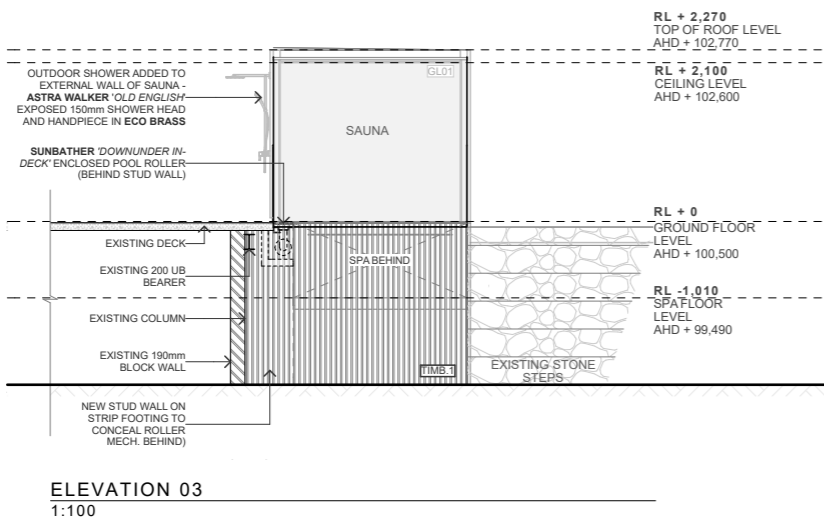 RL + 2,270
TOP OF ROOF LEVEL
AHD + 102,770
OUTDOOR SHOWER ADDED TO
EXTERNAL WALL OF SAUNA -
ASTRA WALKER 'OLD ENGLISH'
EXPOSED 150mm SHOWER HEAD
AND HANDPIECE IN ECO BRASS
GL01
RL + 2,100
CEILING LEVEL
AHD + 102,600
SAUNA
SUNBATHER 'DOWNUNDER IN-
DECK' ENCLOSED POOL ROLLER
(BEHIND STUD WALL)
RL + 0
GROUND FLOOR
LEVEL
AHD + 100,500
EXISTING DECK
SPA BEHIND
EXISTING 200 UB
BEARER
RL -1,010
SPA FLOOR
LEVEL
AHD + 99,490
EXISTING COLUMN
EXISTING 190mm
BLOCK WALL
TIMB.1
EXISTING STONE
STEPS
NEW STUD WALL ON
STRIP FOOTING TO
CONCEAL ROLLER
MECH. BEHIND)
ELEVATION 03
1:100